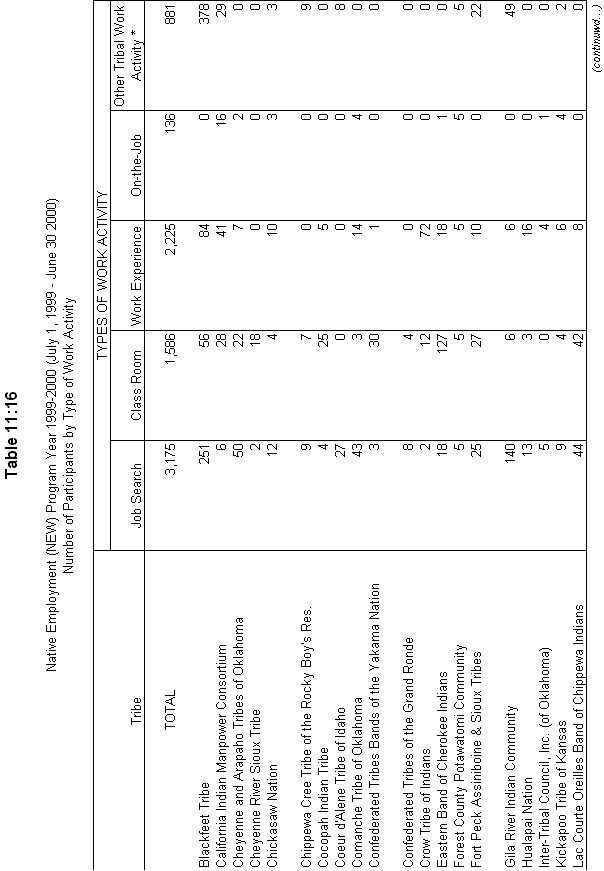 Table 11:16
Native Employment (NEW) Program Year 1999-2000 (July 1, 1999 - June 30 2000)
Number of Participants by Type of Work Activity
TYPES OF WORK ACTIVITY
Tribe Job Search Class Room Work Experience On-the-Job Other Tribal Work Activity *
TOTAL 3,175 1,586 2,225 136 881
Blackfeet Tribe 251 56 84 0 378
California Indian Manpower Consortium 6 28 41 16 29
Cheyenne and Arapaho Tribes of Oklahoma 50 22 7 2 0
Cheyenne River Sioux Tribe 2 18 0 0 0
Chickasaw Nation 12 4 10 3 3
Chippewa Cree Tribe of the Rocky Boy's Res. 9 7 0 0 9
Cocopah Indian Tribe 4 25 5 0 0
Coeur d'Alene Tribe of Idaho 27 0 0 0 8
Comanche Tribe of Oklahoma 43 3 14 4 0
Confederated Tribes Bands of the Yakama Nation 3 30 1 0 0
Confederated Tribes of the Grand Ronde 8 4 0 0 0
Crow Tribe of Indians 2 12 72 0 0
Eastern Band of Cherokee Indians 18 127 18 1 0
Forest County Potawatomi Community 5 5 5 5 5
Fort Peck Assiniboine & Sioux Tribes 25 27 10 0 22
Gila River Indian Community 140 6 6 0 49
Hualapai Nation 13 3 16 0 0
Inter-Tribal Council, Inc. (of Oklahoma) 5 0 4 1 0
Kickapoo Tribe of Kansas 9 4 6 4 2
Lac Courte Oreilles Band of Chippewa Indians 44 42 8 0 0
(continuwd...)